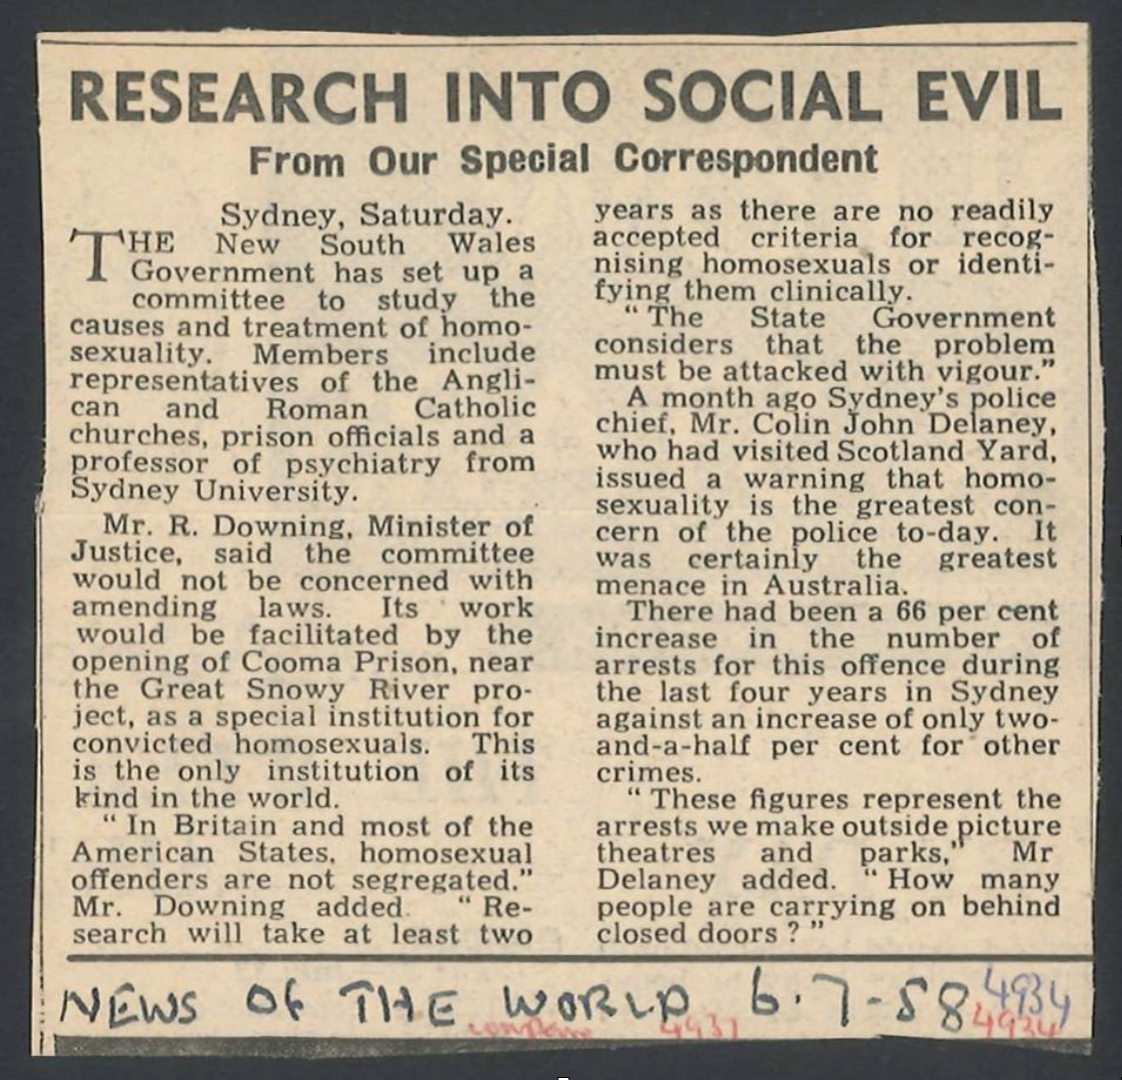 RESEARCH INTO SOCIAL EVIL
From Our Special Correspondent
Sydney, Saturday.
THE New South Wales
Government has set up a
committee to study the
causes and treatment of homo-
sexuality. Members include
representatives of the Angli-
can and Roman Catholic
churches, prison officials and a
professor of psychiatry from
Sydney University.
Mr. R. Downing, Minister of
Justice, said the committee
would not be concerned with
amending laws. Its work
would be facilitated by the
opening of Cooma Prison, near
the Great Snowy River pro-
ject, as a special institution for
convicted homosexuals. This
is the only institution of its
kind in the world.
“ In Britain and most of the
American States, homosexual
offenders are not segregated.”
Mr. Downing added. “ Re-
search will take at least two
years as there are no readily
accepted criteria for recog-
nising homosexuals or identi-
fying them clinically.
“ The State Government
considers that the problem
must be attacked with vigour.”
A month ago Sydney’s police
chief, Mr. Colin John Delaney,
who had visited Scotland Yard,
issued a warning that homo-
sexuality is the greatest con-
cern of the police to-day. It
was certainly the greatest
menace in Australia.
There had been a 66 per cent
increase in the number of
arrests for this offence during
the last four years in Sydney
against an increase of only two-
and-a-half per cent for other
crimes.
“ These figures represent the
arrests we make outside picture
theatres and parks,” Mr
Delaney added. “ How many
people are carrying on behind
closed doors ? ”
NEWS OF THE WORLD 6.7-58 4934
4931 4934